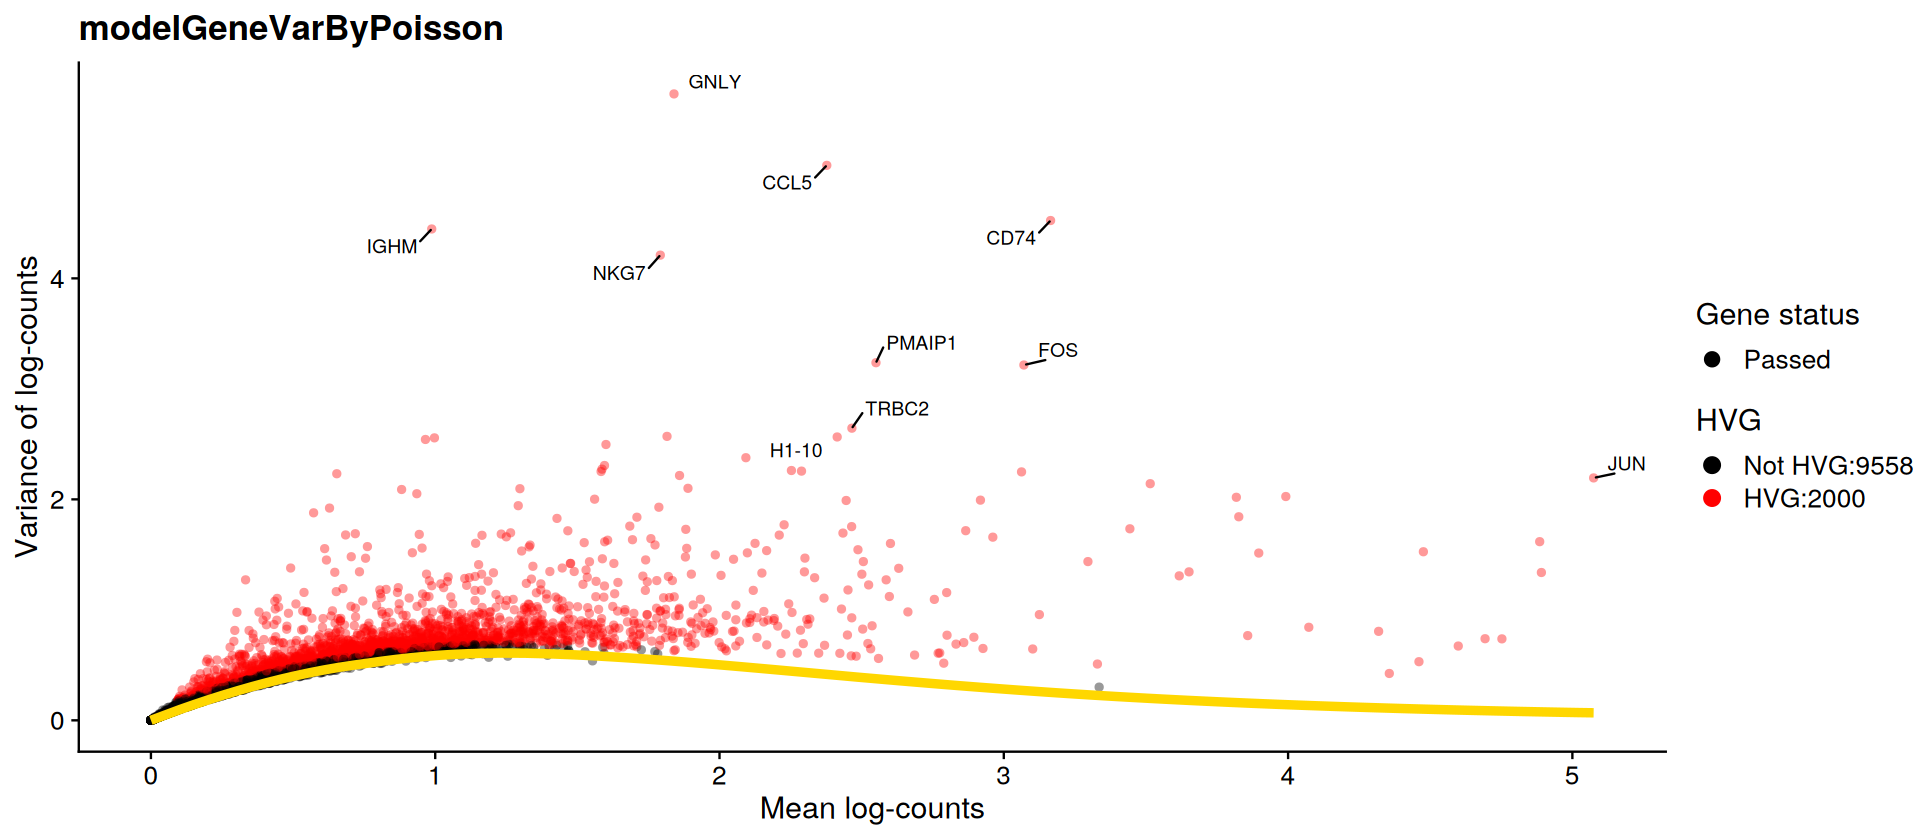 modelGeneVarByPoisson
GNLY
CCL5
IGHM
CD74
NKG7
PMAIP1
FOS
TRBC2
H1-10
JUN
Variance of log-counts
4
2
0
0 1 2 3 4 5
Mean log-counts
Gene status
Passed
HVG
Not HVG:9558
HVG:2000